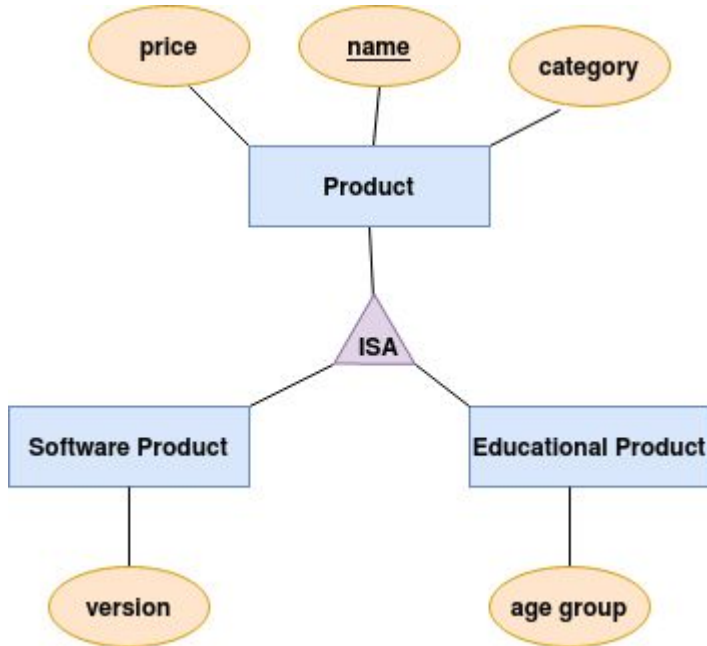 price
name
category
Product
ISA
Software Product
Educational Product
version
age group